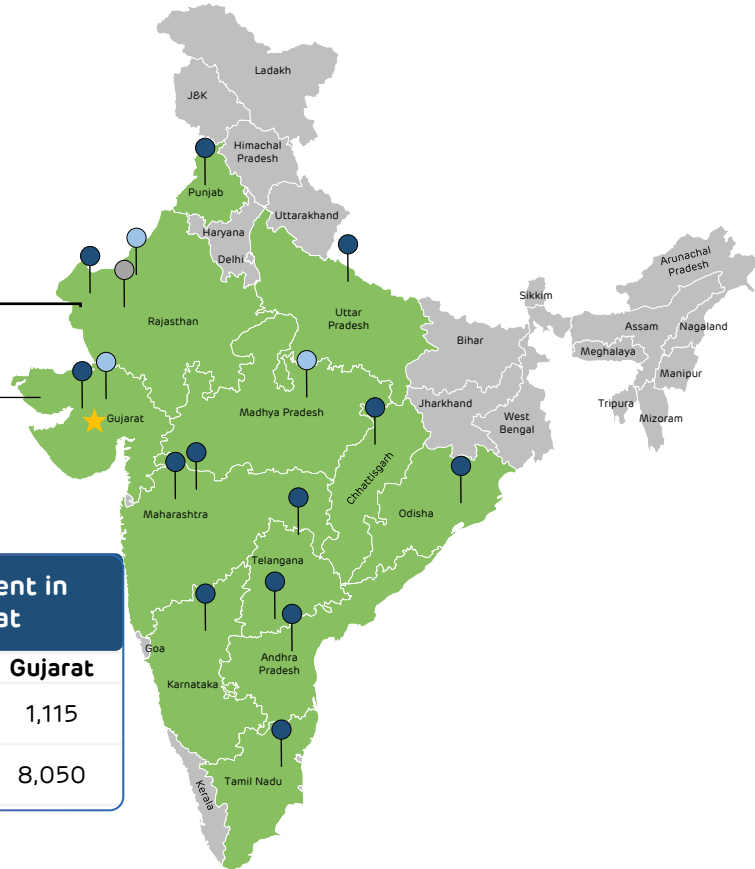 Ladakh
J&K
Himachal
Pradesh
Punjab
Uttarakhand
Haryana
Delhi
Arunachal
Pradesh
Sikkim
Rajasthan
Uttar
Pradesh
Bihar
Assam
Nagaland
Meghalaya
Manipur
Tripura
Mizoram
Gujarat
Madhya Pradesh
Jharkhand
West
Bengal
Chhattisgarh
Maharashtra
Odisha
Telangana
Goa
Karnataka
Andhra
Pradesh
Tamil Nadu
Kerala
ent in
at
Gujarat
1,115
8,050